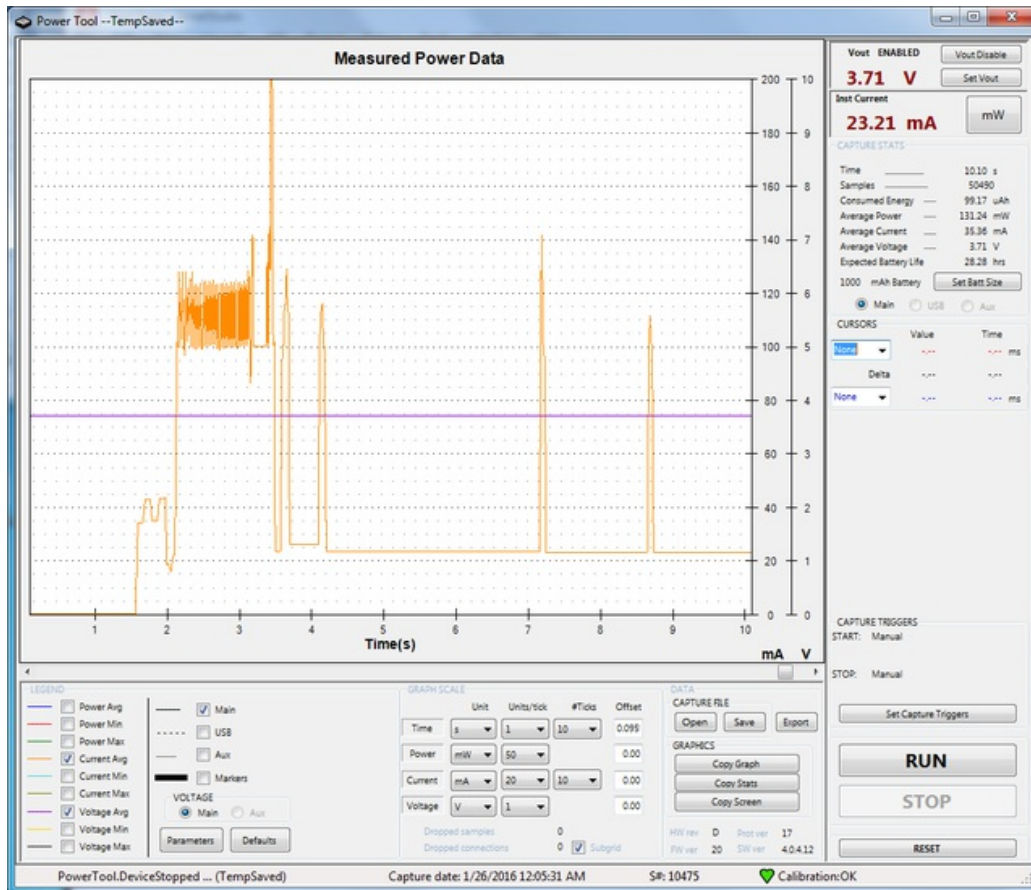 Power Tool --TempSaved--
Measured Power Data
200 10
180 9
160 8
140 7
120 6
100 5
80 4
60 3
40 2
20 1
0 0
1 2 3 4 5 6 7 8 9 10
Time(s)
mA V
Vout ENABLED Vout Disable
3.71 V Set Vout
Inst Current
23.21 mA mW
CAPTURE STATS
Time 10.10 s
Samples 50490
Consumed Energy 99.17 uAh
Average Power 131.24 mW
Average Current 35.36 mA
Average Voltage 3.71 V
Expected Battery Life 28.28 hrs
1000 mAh Battery Set Batt Size
Main USB Aux
CURSORS
Value Time
None -.-- -.-- ms
Delta -.-- -.--
None -.-- -.-- ms
CAPTURE TRIGGERS
START: Manual
STOP: Manual
Set Capture Triggers
RUN
STOP
RESET
LEGEND
Power Avg
Power Min
Power Max
Current Avg
Current Min
Current Max
Voltage Avg
Voltage Min
Voltage Max
Main
USB
Aux
Markers
VOLTAGE
Main Aux
Parameters Defaults
GRAPH SCALE
Unit Units/tick #Ticks Offset
Time s 1 10 0.095
Power mW 50 0.00
Current mA 20 10 0.00
Voltage V 1 0.00
Dropped samples 0
Dropped connections 0 Subgrid
DATA
CAPTURE FILE
Open Save Export
GRAPHICS
Copy Graph
Copy Stats
Copy Screen
HW rev D Prot ver 17
FW ver 20 SW ver 4.0.4.12
PowerTool.DeviceStopped ... (TempSaved) Capture date: 1/26/2016 12:05:31 AM S#: 10475 Calibration:OK